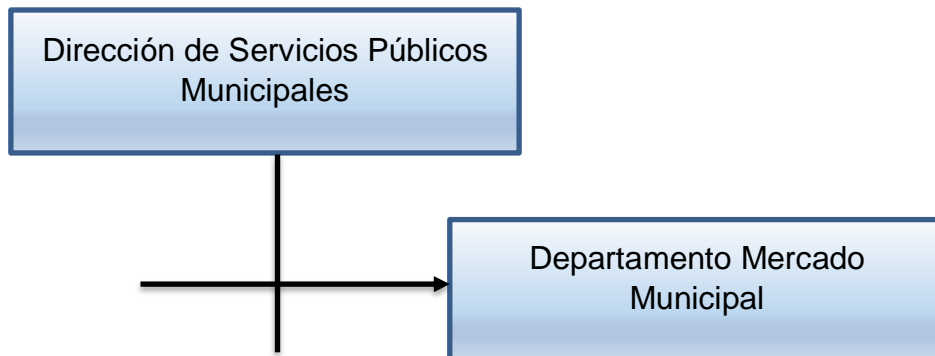 Dirección de Servicios Públicos
Municipales
Departamento Mercado
Municipal